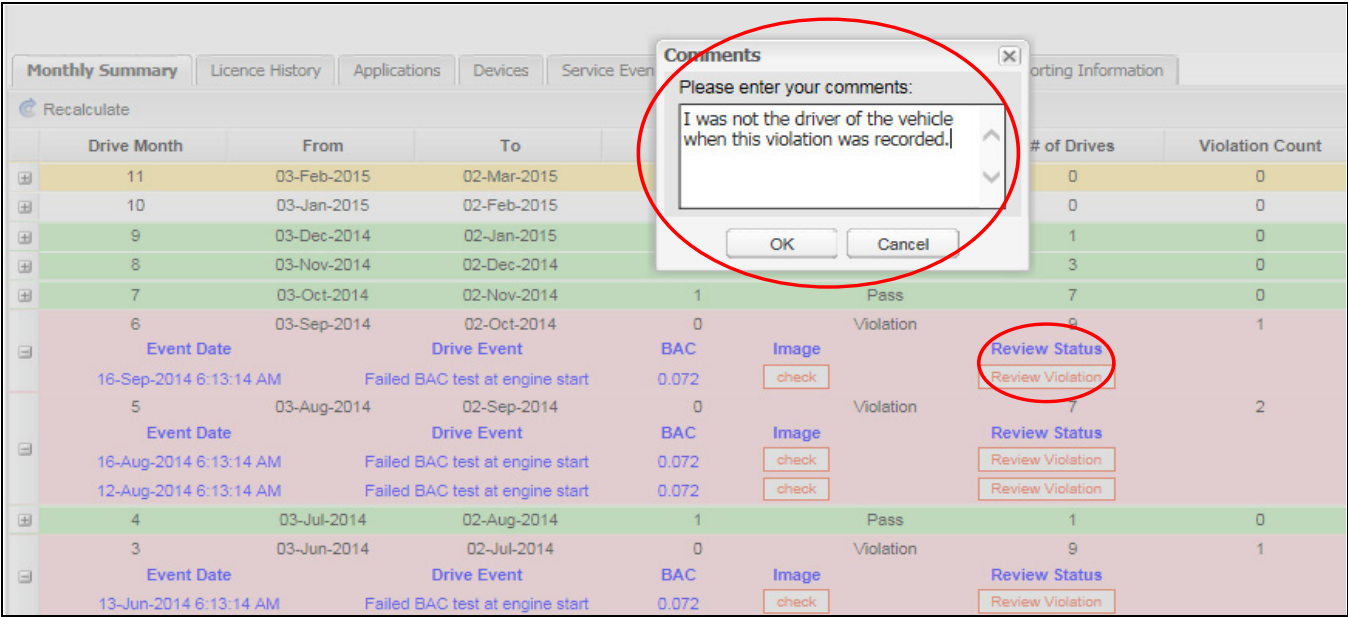 Comments
Monthly Summary Licence History Applications Devices Service Even orting Information
Please enter your comments:
I was not the driver of the vehicle
when this violation was recorded.
Recalculate
Drive Month From To # of Drives Violation Count
11 03-Feb-2015 02-Mar-2015 0 0
10 03-Jan-2015 02-Feb-2015 0 0
9 03-Dec-2014 02-Jan-2015 1 0
OK Cancel
8 03-Nov-2014 02-Dec-2014 3 0
7 03-Oct-2014 02-Nov-2014 1 Pass 7 0
6 03-Sep-2014 02-Oct-2014 0 Violation 9 1
Event Date Drive Event BAC Image Review Status
16-Sep-2014 6:13:14 AM Failed BAC test at engine start 0.072 check Review Violation
5 03-Aug-2014 02-Sep-2014 0 Violation 7 2
Event Date Drive Event BAC Image Review Status
16-Aug-2014 6:13:14 AM Failed BAC test at engine start 0.072 check Review Violation
12-Aug-2014 6:13:14 AM Failed BAC test at engine start 0.072 check Review Violation
4 03-Jul-2014 02-Aug-2014 1 Pass 1 0
3 03-Jun-2014 02-Jul-2014 0 Violation 9 1
Event Date Drive Event BAC Image Review Status
13-Jun-2014 6:13:14 AM Failed BAC test at engine start 0.072 check Review Violation